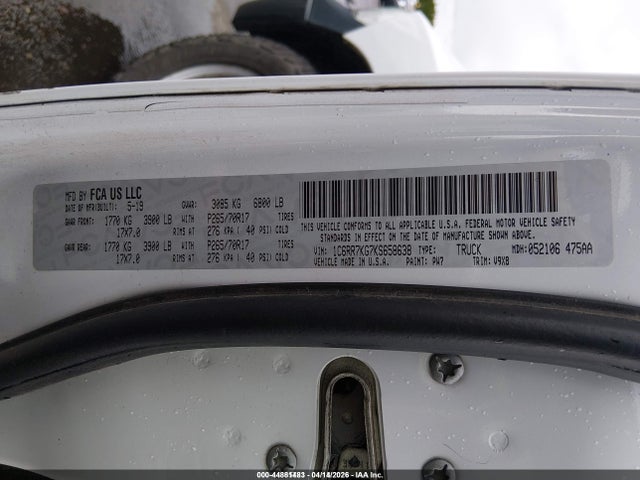 MFD BY FCA US LLC
DATE OF MFR(BUILT): 5-19 GVWR: 3085 KG 6800 LB
GAWR FRONT: 1770 KG 3900 LB WITH P265/70R17 TIRES
17X7.0 RIMS AT 276 KPA ( 40 PSI) COLD
GAWR REAR: 1770 KG 3900 LB WITH P265/70R17 TIRES
17X7.0 RIMS AT 276 KPA ( 40 PSI) COLD
THIS VEHICLE CONFORMS TO ALL APPLICABLE U.S.A. FEDERAL MOTOR VEHICLE SAFETY
STANDARDS IN EFFECT ON THE DATE OF MANUFACTURE SHOWN ABOVE.
VIN: 1C6RR7KG7KS658638 TYPE: TRUCK MDH:052106 475AA
VEHICLE MADE IN U.S.A. PAINT: PW7 TRIM: V9X8
000-44881483 04/14/2026 IAA Inc.